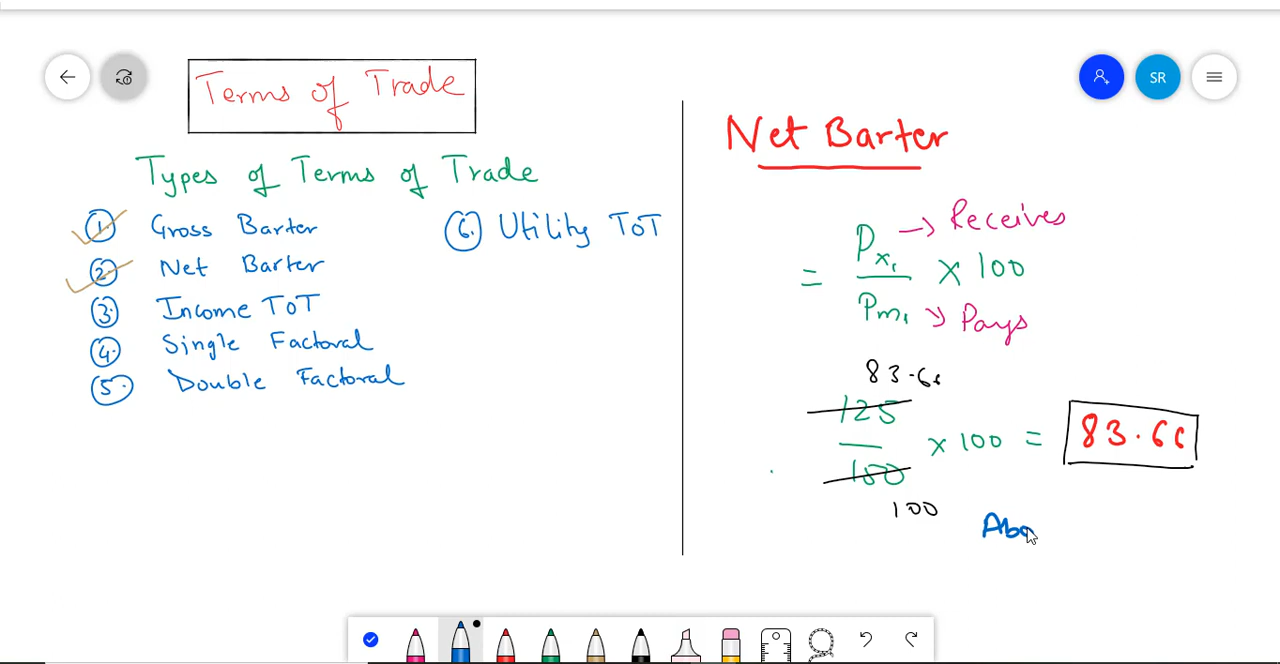 SR
Terms of Trade
Types of Terms of Trade
1. Gross Barter
2. Net Barter
3. Income ToT
4. Single Factoral
5. Double Factoral
6. Utility ToT
Net Barter
= Px₁ → Receives
Pm₁ → Pays
× 100
83.66
125
150
100
× 100 = 83.66
Abo